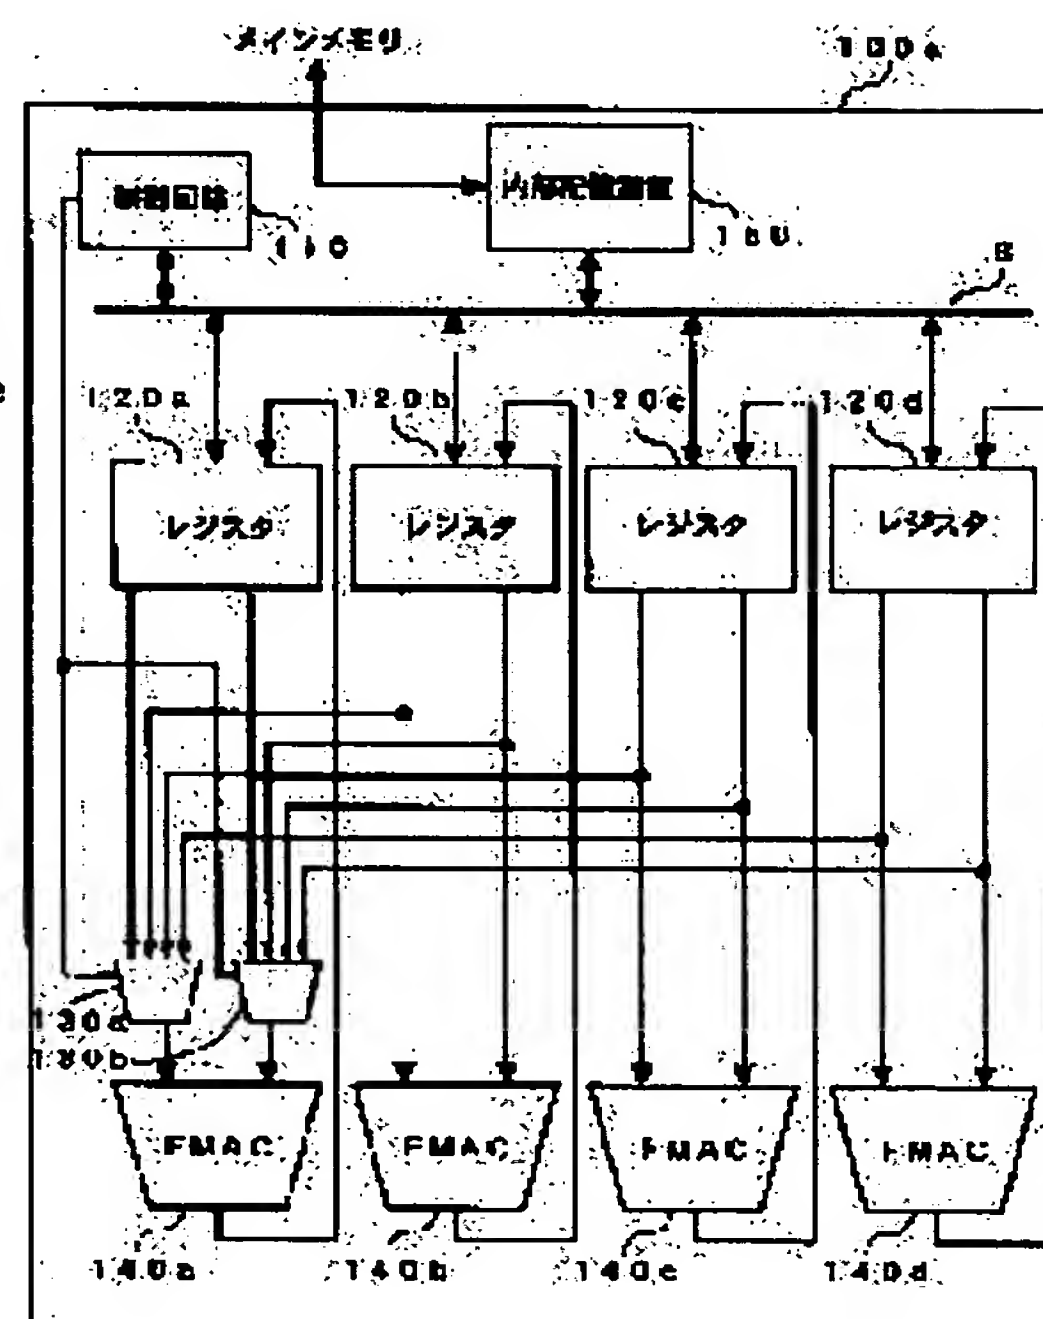 メインメモリ
100a
制御回路
内部記憶装置
110
B
120a
120b
120c
120d
レジスタ
レジスタ
レジスタ
レジスタ
130a
130b
FMAC
FMAC
FMAC
FMAC
140a
140b
140c
140d